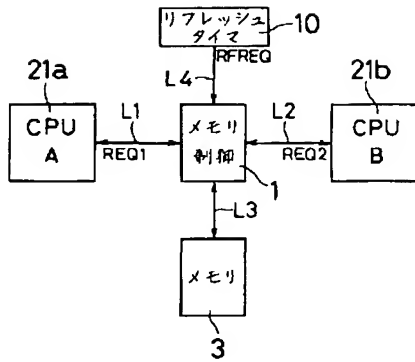 リフレッシュ
タイマ
10
RFREQ
L4
21a
CPU
A
L1
REQ1
メモリ
制御
1
L2
REQ2
21b
CPU
B
L3
メモリ
3